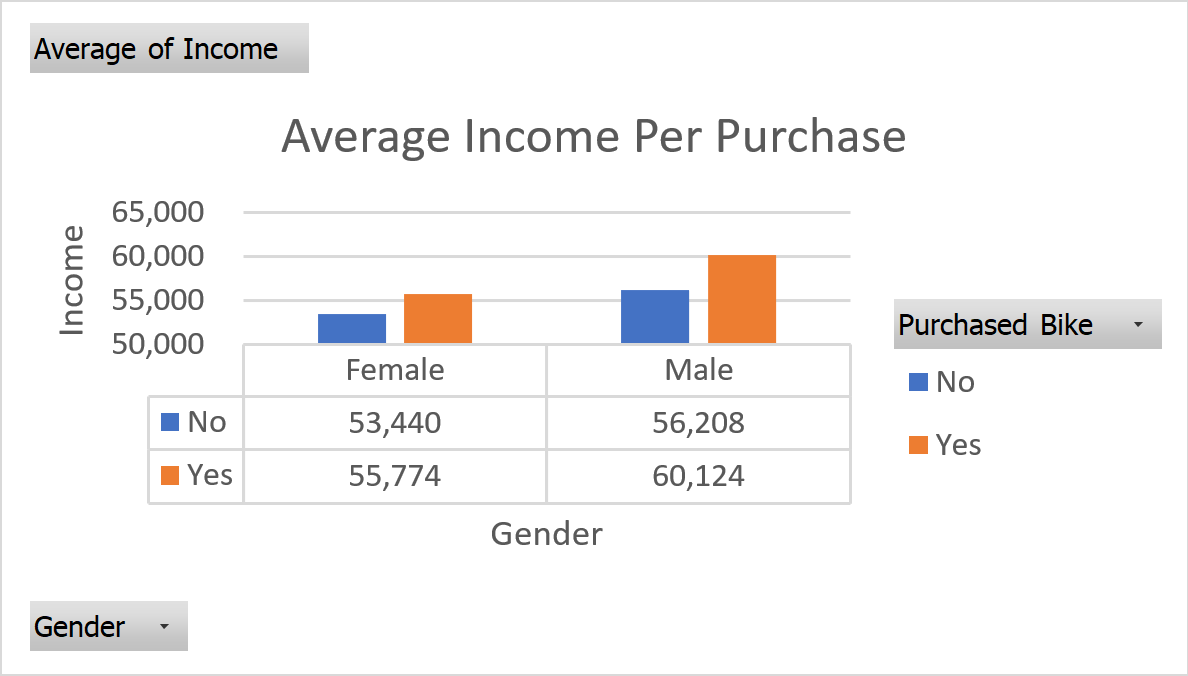 Average of Income
Average Income Per Purchase
65,000
60,000
55,000
50,000
Income
Female Male
No 53,440 56,208
Yes 55,774 60,124
Gender
Purchased Bike
No
Yes
Gender